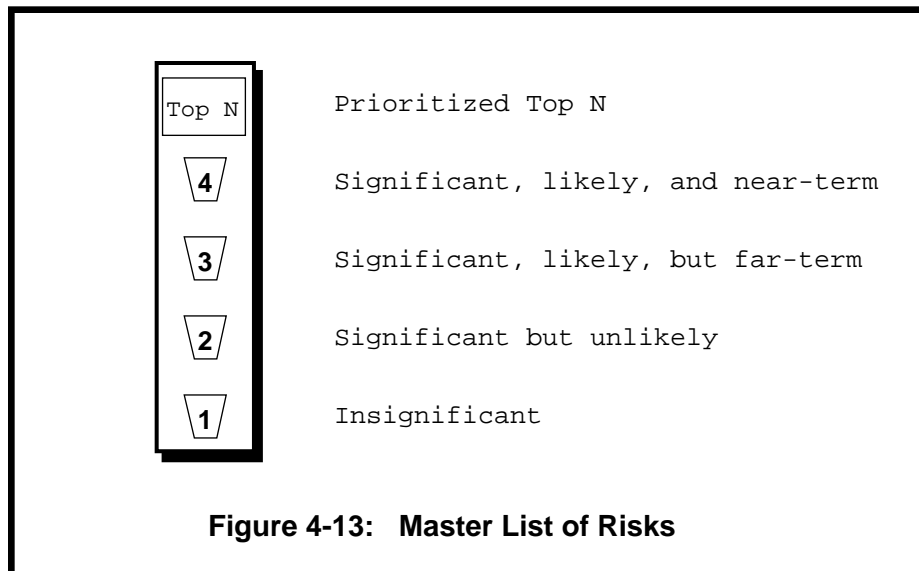 Top N Prioritized Top N
4 Significant, likely, and near-term
3 Significant, likely, but far-term
2 Significant but unlikely
1 Insignificant
Figure 4-13: Master List of Risks